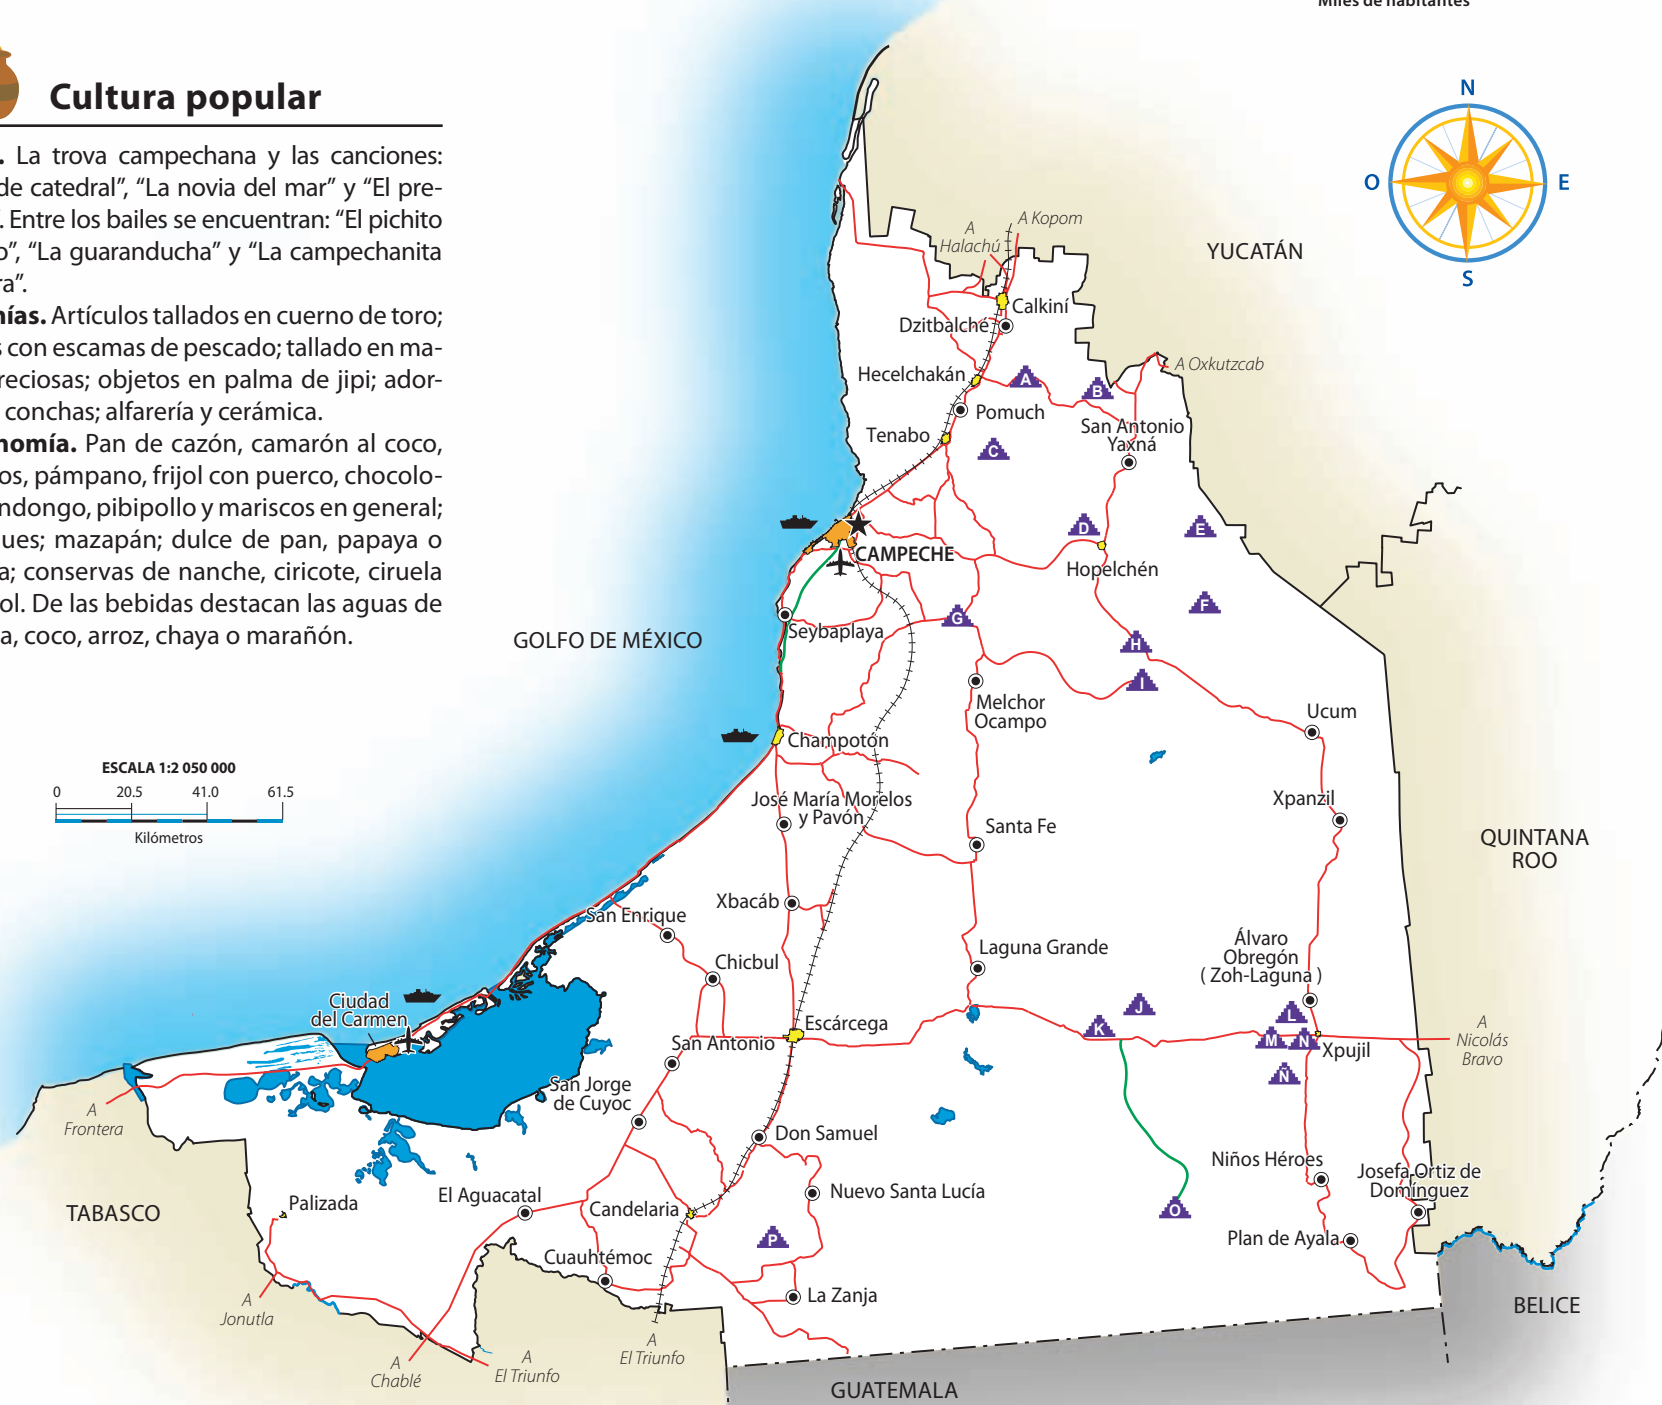 Miles de habitantes
Cultura popular
. La trova campechana y las canciones:
de catedral”, “La novia del mar” y “El pre-
”. Entre los bailes se encuentran: “El pichito
o”, “La guaranducha” y “La campechanita
ra”.
nías. Artículos tallados en cuerno de toro;
s con escamas de pescado; tallado en ma-
reciosas; objetos en palma de jipi; ador-
conchas; alfarería y cerámica.
nomía. Pan de cazón, camarón al coco,
os, pámpano, frijol con puerco, chocolo-
ndongo, pibipollo y mariscos en general;
ues; mazapán; dulce de pan, papaya o
a; conservas de nanche, ciricote, ciruela
ol. De las bebidas destacan las aguas de
a, coco, arroz, chaya o marañón.
N
O
E
S
YUCATÁN
A Kopom
A
Halachú
Calkiní
Dzitbalché
A Oxkutzcab
Hecelchakán
A
B
Pomuch
Tenabo
San Antonio
Yaxná
C
D
E
CAMPECHE
Hopelchén
F
G
Seybaplaya
H
I
GOLFO DE MÉXICO
Melchor
Ocampo
Ucum
Champotón
ESCALA 1:2 050 000
0 20.5 41.0 61.5
Kilómetros
José María Morelos
y Pavón
Xpanzil
Santa Fe
QUINTANA
ROO
Xbacáb
San Enrique
Laguna Grande
Álvaro
Obregón
( Zoh-Laguna )
Chicbul
Ciudad
del Carmen
Escárcega
J
K
L
M
N
Xpujil
A
Nicolás
Bravo
San Antonio
Ñ
San Jorge
de Cuyoc
A
Frontera
Don Samuel
Niños Héroes
Josefa Ortiz de
Domínguez
TABASCO
Palizada
El Aguacatal
Candelaria
Nuevo Santa Lucía
O
P
Plan de Ayala
Cuauhtémoc
La Zanja
BELICE
A
Jonutla
A
Chablé
A
El Triunfo
A
El Triunfo
GUATEMALA